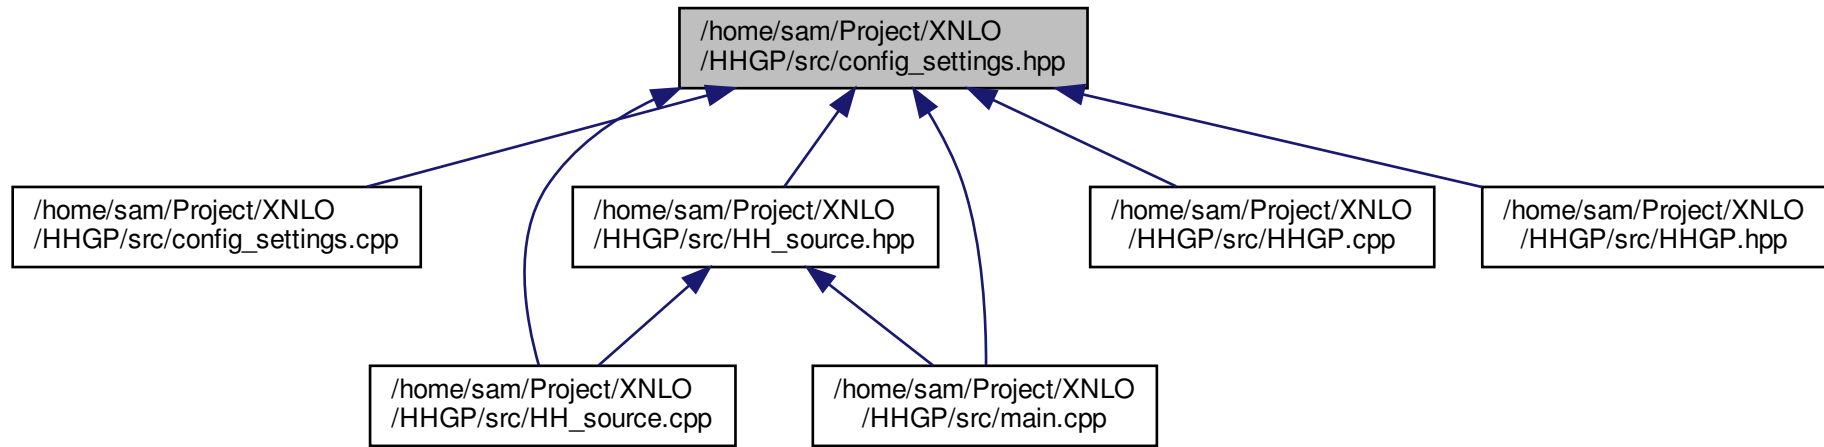 /home/sam/Project/XNLO
/HHGP/src/config_settings.hpp
/home/sam/Project/XNLO
/HHGP/src/config_settings.cpp
/home/sam/Project/XNLO
/HHGP/src/HH_source.hpp
/home/sam/Project/XNLO
/HHGP/src/HHGP.cpp
/home/sam/Project/XNLO
/HHGP/src/HHGP.hpp
/home/sam/Project/XNLO
/HHGP/src/HH_source.cpp
/home/sam/Project/XNLO
/HHGP/src/main.cpp